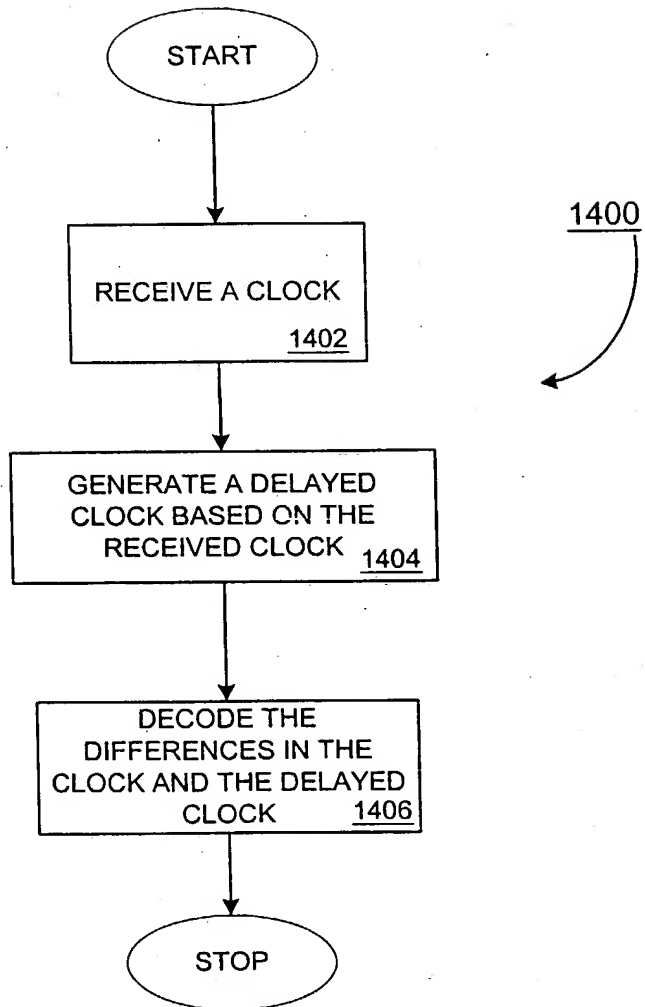 START
1400
RECEIVE A CLOCK
1402
GENERATE A DELAYED
CLOCK BASED ON THE
RECEIVED CLOCK
1404
DECODE THE
DIFFERENCES IN THE
CLOCK AND THE DELAYED
CLOCK
1406
STOP